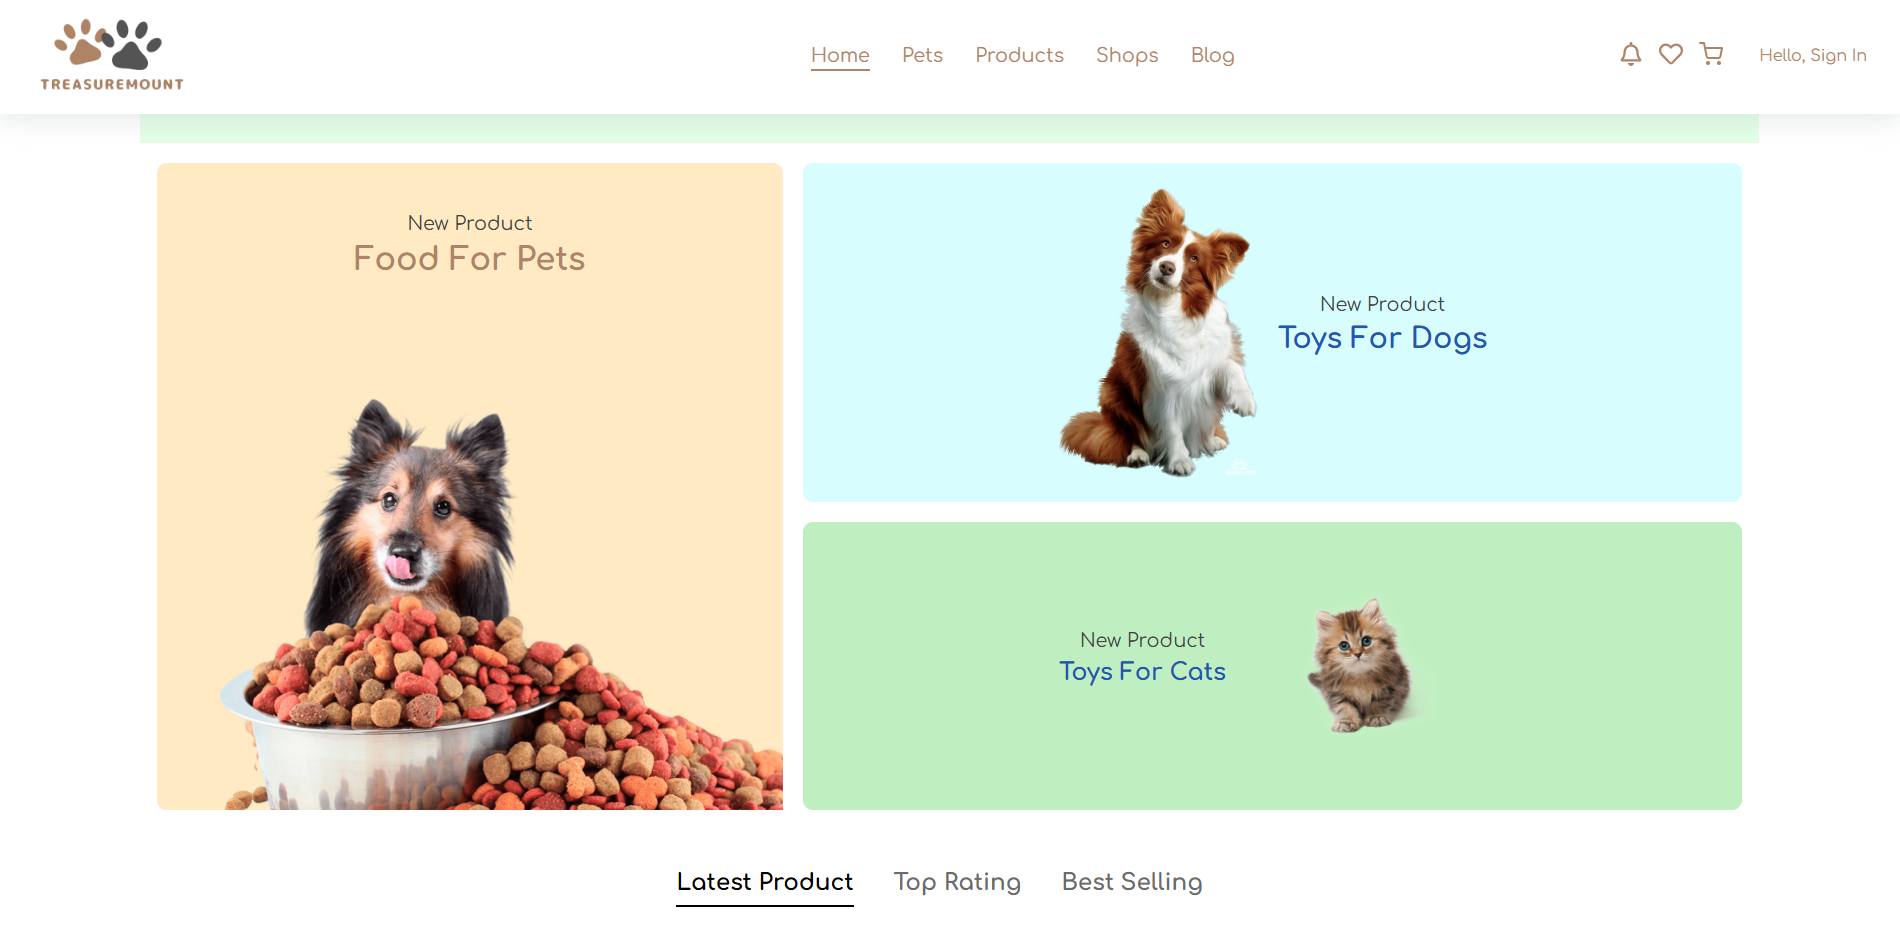 TREASUREMOUNT
Home Pets Products Shops Blog
Hello, Sign In
New Product
Food For Pets
New Product
Toys For Dogs
New Product
Toys For Cats
Latest Product Top Rating Best Selling